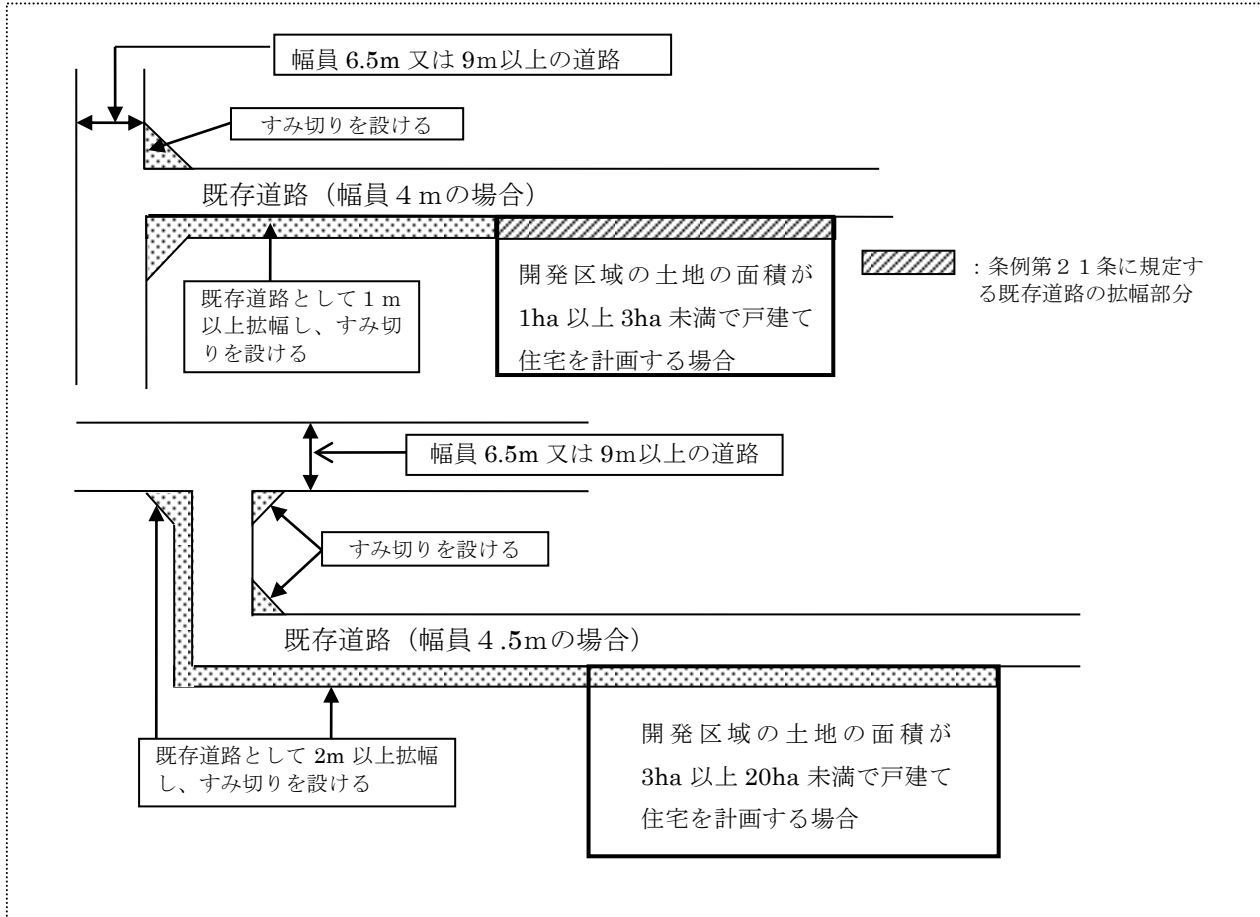 幅員 6.5m 又は 9m以上の道路
すみ切りを設ける
既存道路（幅員４ｍの場合）
既存道路として１ｍ
以上拡幅し、すみ切
りを設ける
開発区域の土地の面積が
1ha 以上 3ha 未満で戸建て
住宅を計画する場合
：条例第２１条に規定す
る既存道路の拡幅部分
幅員 6.5m 又は 9m以上の道路
すみ切りを設ける
既存道路（幅員４.5ｍの場合）
既存道路として 2m 以上拡幅
し、すみ切りを設ける
開発区域の土地の面積が
3ha 以上 20ha 未満で戸建て
住宅を計画する場合